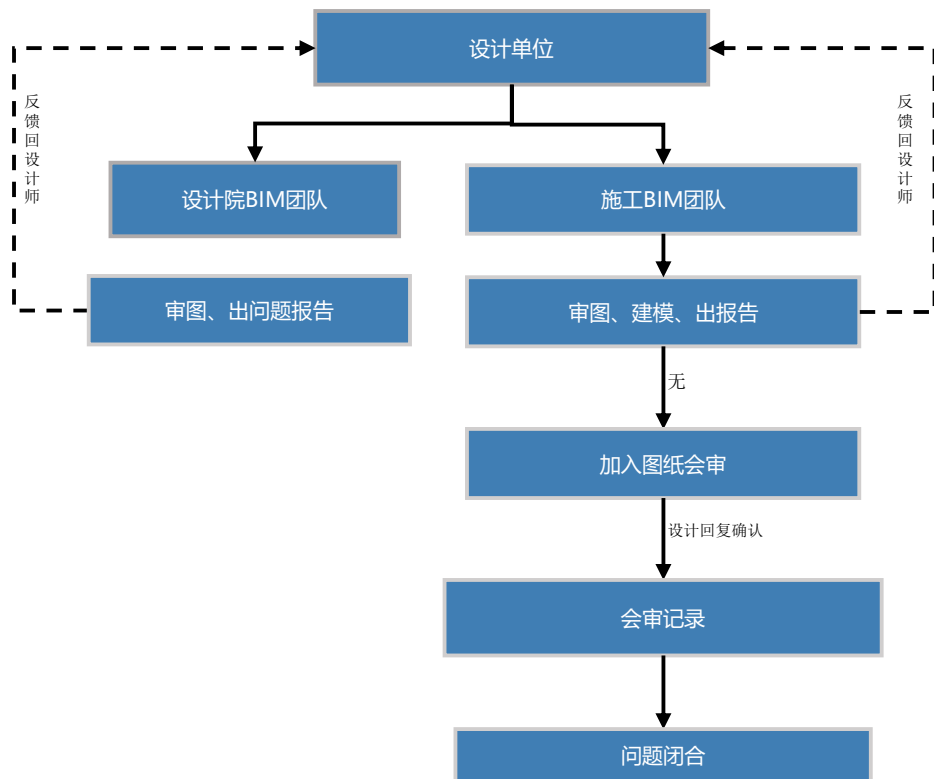 设计单位
反馈回设计师
反馈回设计师
设计院BIM团队
施工BIM团队
审图、出问题报告
审图、建模、出报告
无
加入图纸会审
设计回复确认
会审记录
问题闭合